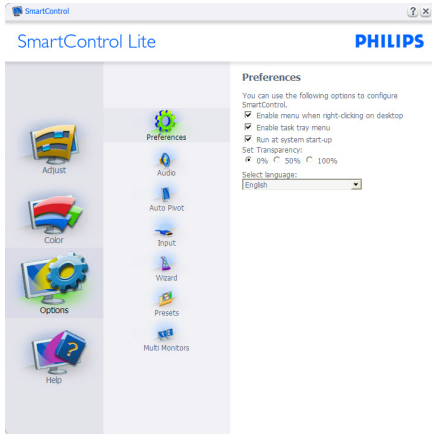 SmartControl
SmartControl Lite
PHILIPS
Adjust
Color
Options
Help
Preferences
Audio
Auto Pivot
Input
Wizard
Presets
Multi Monitors
Preferences
You can use the following options to configure
SmartControl.
Enable menu when right-clicking on desktop
Enable task tray menu
Run at system start-up
Set Transparency:
0% 50% 100%
Select language:
English